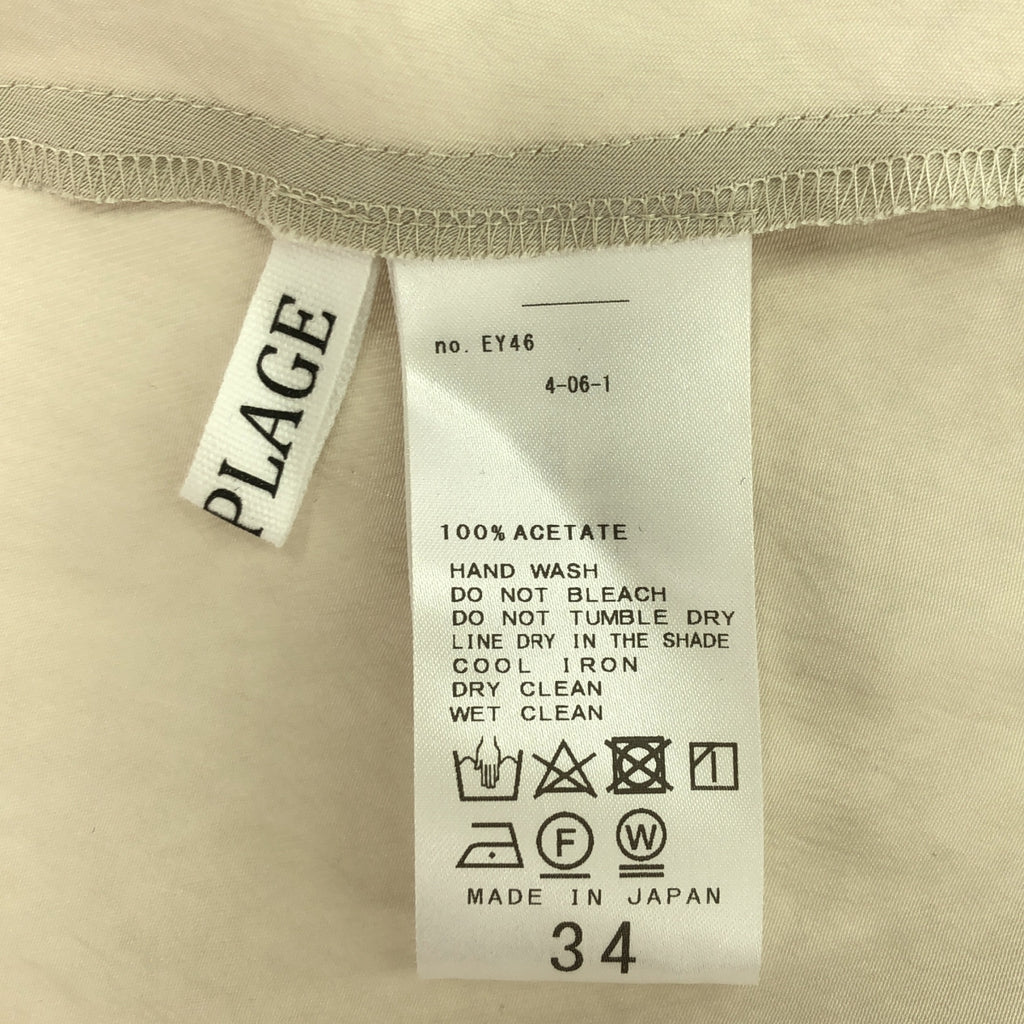 PLAGE
no. EY46
4-06-1
100% ACETATE
HAND WASH
DO NOT BLEACH
DO NOT TUMBLE DRY
LINE DRY IN THE SHADE
COOL IRON
DRY CLEAN
WET CLEAN
F W
MADE IN JAPAN
34